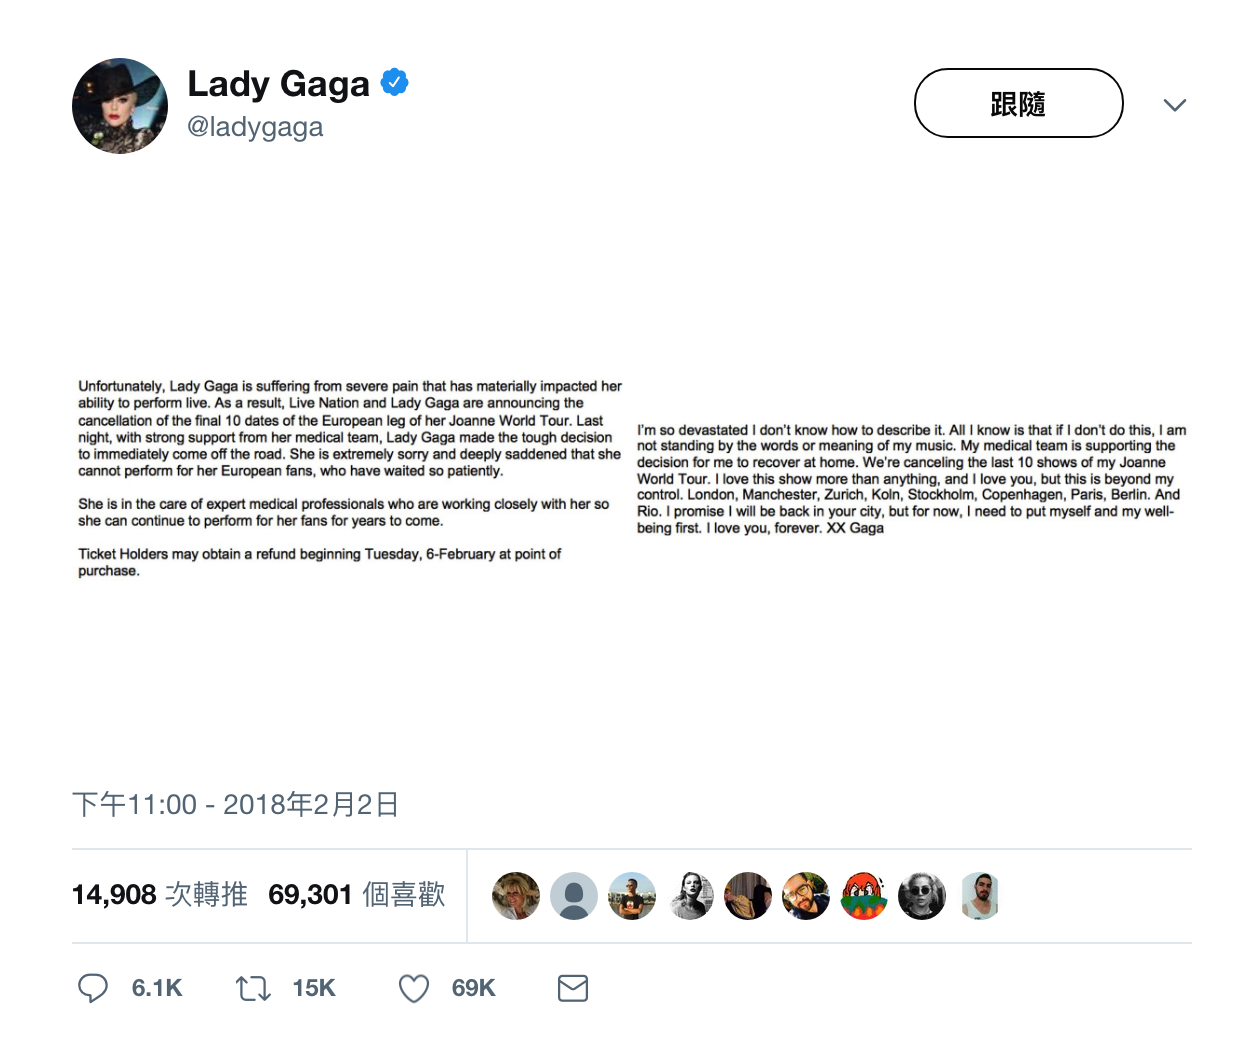 Lady Gaga
@ladygaga
跟隨
Unfortunately, Lady Gaga is suffering from severe pain that has materially impacted her
ability to perform live. As a result, Live Nation and Lady Gaga are announcing the
cancellation of the final 10 dates of the European leg of her Joanne World Tour. Last
night, with strong support from her medical team, Lady Gaga made the tough decision
to immediately come off the road. She is extremely sorry and deeply saddened that she
cannot perform for her European fans, who have waited so patiently.
She is in the care of expert medical professionals who are working closely with her so
she can continue to perform for her fans for years to come.
Ticket Holders may obtain a refund beginning Tuesday, 6-February at point of
purchase.
I'm so devastated I don't know how to describe it. All I know is that if I don't do this, I am
not standing by the words or meaning of my music. My medical team is supporting the
decision for me to recover at home. We're canceling the last 10 shows of my Joanne
World Tour. I love this show more than anything, and I love you, but this is beyond my
control. London, Manchester, Zurich, Koln, Stockholm, Copenhagen, Paris, Berlin. And
Rio. I promise I will be back in your city, but for now, I need to put myself and my well-
being first. I love you, forever. XX Gaga
下午11:00 - 2018年2月2日
14,908 次轉推 69,301 個喜歡
6.1K 15K 69K